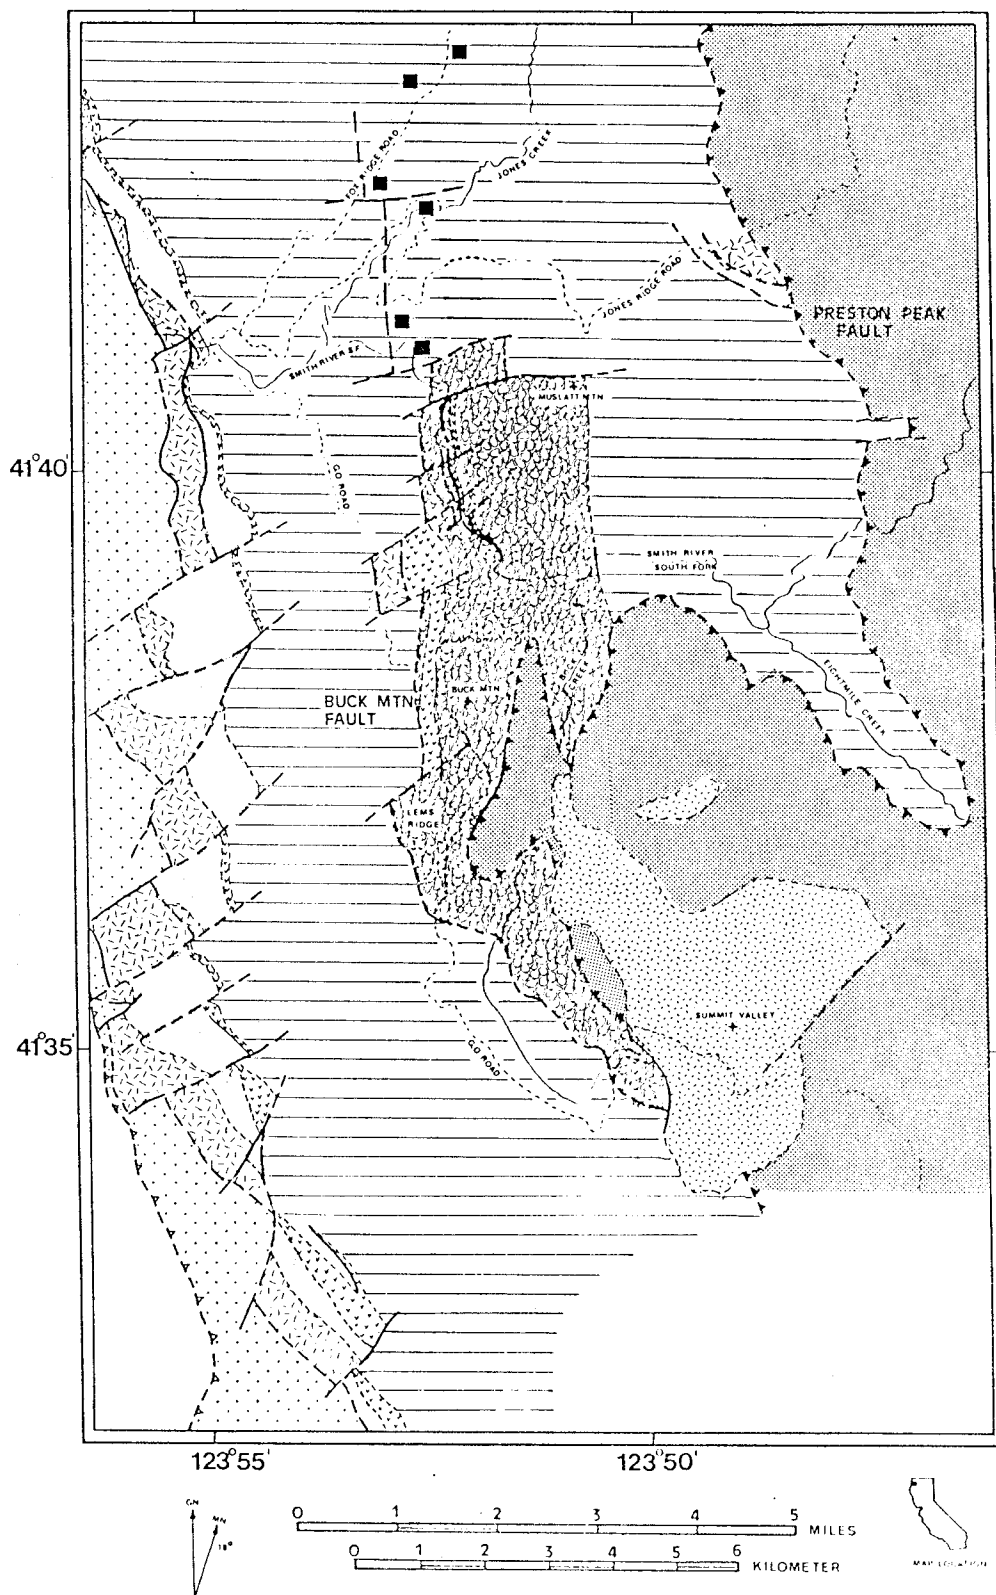 FOX RIDGE ROAD
JONES CREEK
JONES RIDGE ROAD
PRESTON PEAK
FAULT
SMITH RIVER S.F.
MUSLATT MTN
41°40'
GO ROAD
SMITH RIVER
SOUTH FORK
EIGHTMILE CREEK
BUCK MTN
BUCK MTN
FAULT
LEMS
RIDGE
SUMMIT VALLEY
41°35'
GO ROAD
123°55'
123°50'
GN
MN
18°
0 1 2 3 4 5
MILES
0 1 2 3 4 5 6
KILOMETER
MAP LOCATION